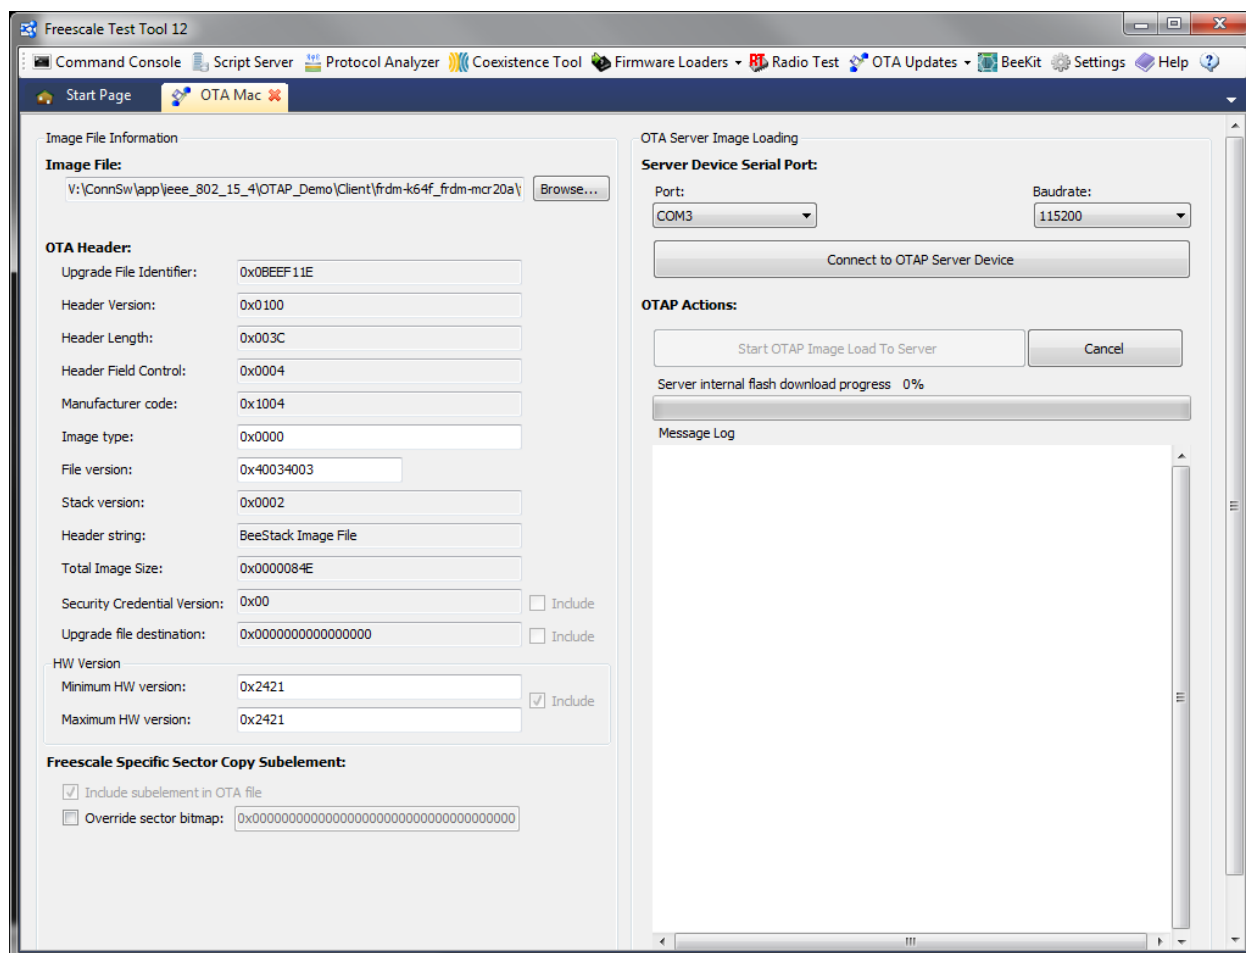 Freescale Test Tool 12
Command Console Script Server Protocol Analyzer Coexistence Tool Firmware Loaders Radio Test OTA Updates BeeKit Settings Help
Start Page OTA Mac
Image File Information
Image File:
V:\ConnSw\app\ieee_802_15_4\OTAP_Demo\Client\frdm-k64f_frdm-mcr20a\ Browse...
OTA Header:
Upgrade File Identifier: 0x0BEEF11E
Header Version: 0x0100
Header Length: 0x003C
Header Field Control: 0x0004
Manufacturer code: 0x1004
Image type: 0x0000
File version: 0x40034003
Stack version: 0x0002
Header string: BeeStack Image File
Total Image Size: 0x0000084E
Security Credential Version: 0x00 Include
Upgrade file destination: 0x0000000000000000 Include
HW Version
Minimum HW version: 0x2421
Include
Maximum HW version: 0x2421
Freescale Specific Sector Copy Subelement:
Include subelement in OTA file
Override sector bitmap: 0x00000000000000000000000000000000
OTA Server Image Loading
Server Device Serial Port:
Port: Baudrate:
COM3 115200
Connect to OTAP Server Device
OTAP Actions:
Start OTAP Image Load To Server Cancel
Server internal flash download progress 0%
Message Log